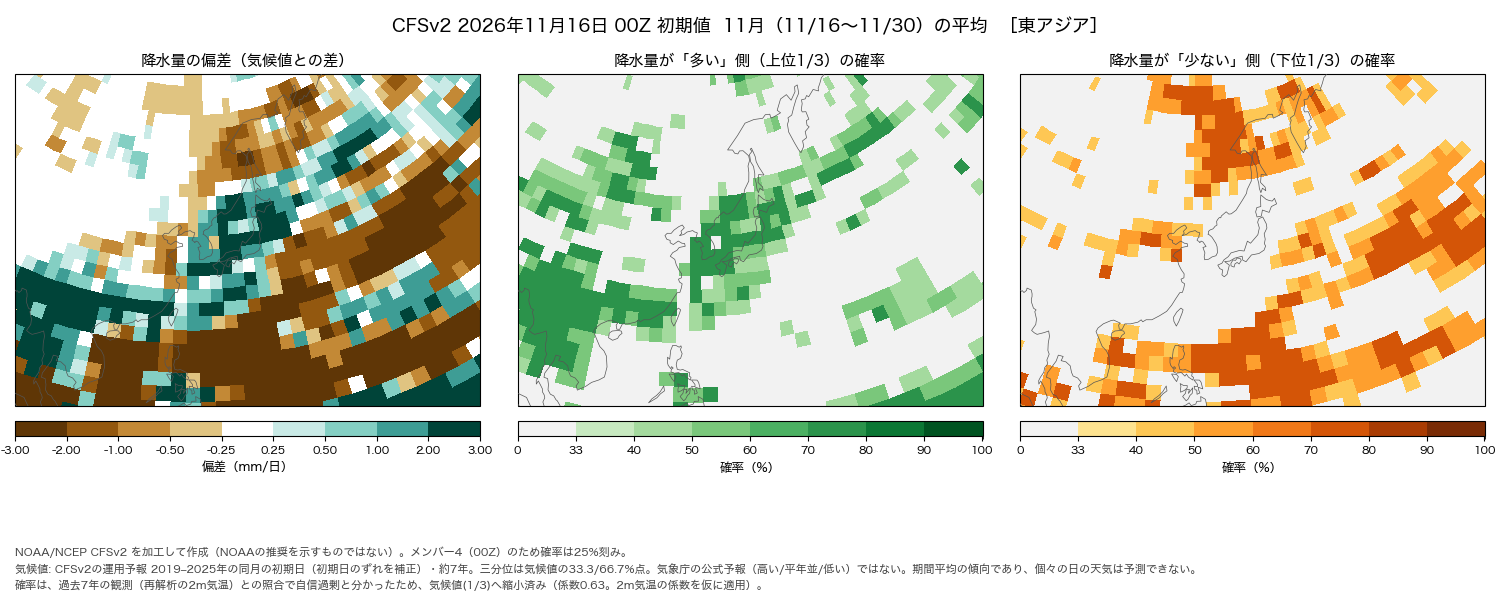 CFSv2 2026年11月16日 00Z 初期値 11月（11/16〜11/30）の平均 ［東アジア］
降水量の偏差（気候値との差）
降水量が「多い」側（上位1/3）の確率
降水量が「少ない」側（下位1/3）の確率
-3.00 -2.00 -1.00 -0.50 -0.25 0.25 0.50 1.00 2.00 3.00
偏差（mm/日）
0 33 40 50 60 70 80 90 100
確率（%）
0 33 40 50 60 70 80 90 100
確率（%）
NOAA/NCEP CFSv2 を加工して作成（NOAAの推奨を示すものではない）。メンバー4（00Z）のため確率は25%刻み。
気候値: CFSv2の運用予報 2019–2025年の同月の初期日（初期日のずれを補正）・約7年。三分位は気候値の33.3/66.7%点。気象庁の公式予報（高い/平年並/低い）ではない。期間平均の傾向であり、個々の日の天気は予測できない。
確率は、過去7年の観測（再解析の2m気温）との照合で自信過剰と分かったため、気候値(1/3)へ縮小済み（係数0.63。2m気温の係数を仮に適用）。